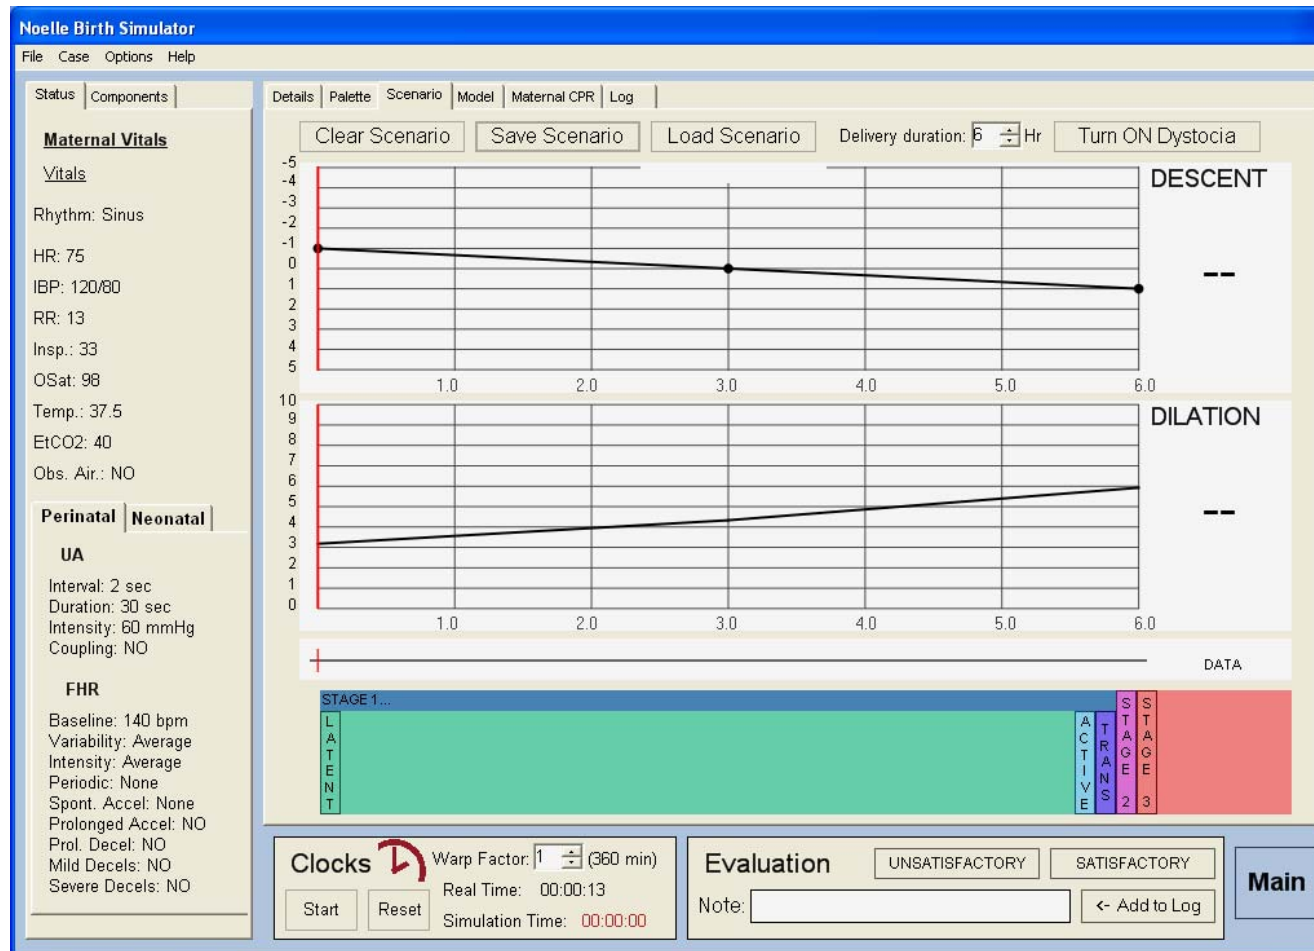 Noelle Birth Simulator
File Case Options Help
Status Components
Maternal Vitals
Vitals
Rhythm: Sinus
HR: 75
IBP: 120/80
RR: 13
Insp.: 33
OSat: 98
Temp.: 37.5
EtCO2: 40
Obs. Air.: NO
Perinatal Neonatal
UA
Interval: 2 sec
Duration: 30 sec
Intensity: 60 mmHg
Coupling: NO
FHR
Baseline: 140 bpm
Variability: Average
Intensity: Average
Periodic: None
Spont. Accel: None
Prolonged Accel: NO
Prol. Decel: NO
Mild Decels: NO
Severe Decels: NO
Details Palette Scenario Model Maternal CPR Log
Clear Scenario Save Scenario Load Scenario Delivery duration: 6 Hr Turn ON Dystocia
-5
-4
-3
-2
-1
0
1
2
3
4
5
1.0 2.0 3.0 4.0 5.0 6.0
DESCENT
--
10
9
8
7
6
5
4
3
2
1
0
1.0 2.0 3.0 4.0 5.0 6.0
DILATION
--
DATA
STAGE 1...
LATENT
ACTIVE
TRANS
STAGE 2
STAGE 3
Clocks Warp Factor: 1 (360 min)
Real Time: 00:00:13
Start Reset Simulation Time: 00:00:00
Evaluation UNSATISFACTORY SATISFACTORY
Note: <- Add to Log
Main